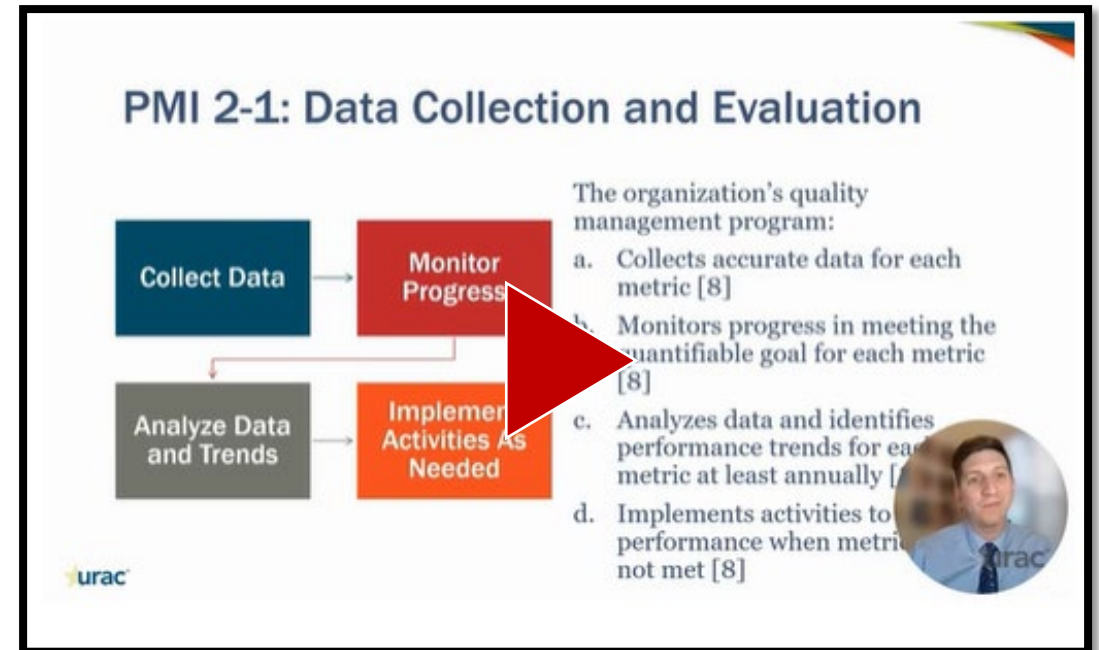 PMI 2-1: Data Collection and Evaluation
Collect Data
Monitor
Progress
Analyze Data
and Trends
Activities As
Needed
The organization's quality
management program:
a. Collects accurate data for each
metric [8]
Monitors progress in meeting the
quantifiable goal for each metric
[8]
c. Analyzes data and identifies
performance trends for
metric at least annually
d. Implements activities to
performance when
not met [8]
urac
urac